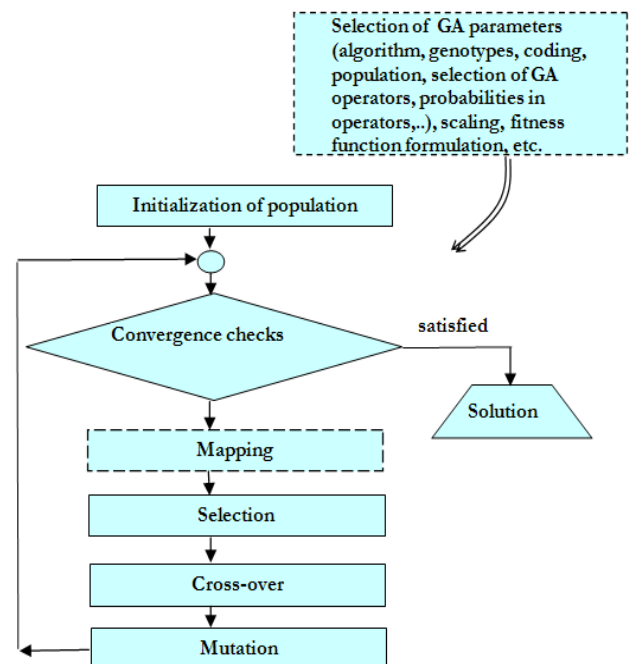 Selection of GA parameters
(algorithm, genotypes, coding,
population, selection of GA
operators, probabilities in
operators,..), scaling, fitness
function formulation, etc.
Initialization of population
Convergence checks
satisfied
Solution
Mapping
Selection
Cross-over
Mutation